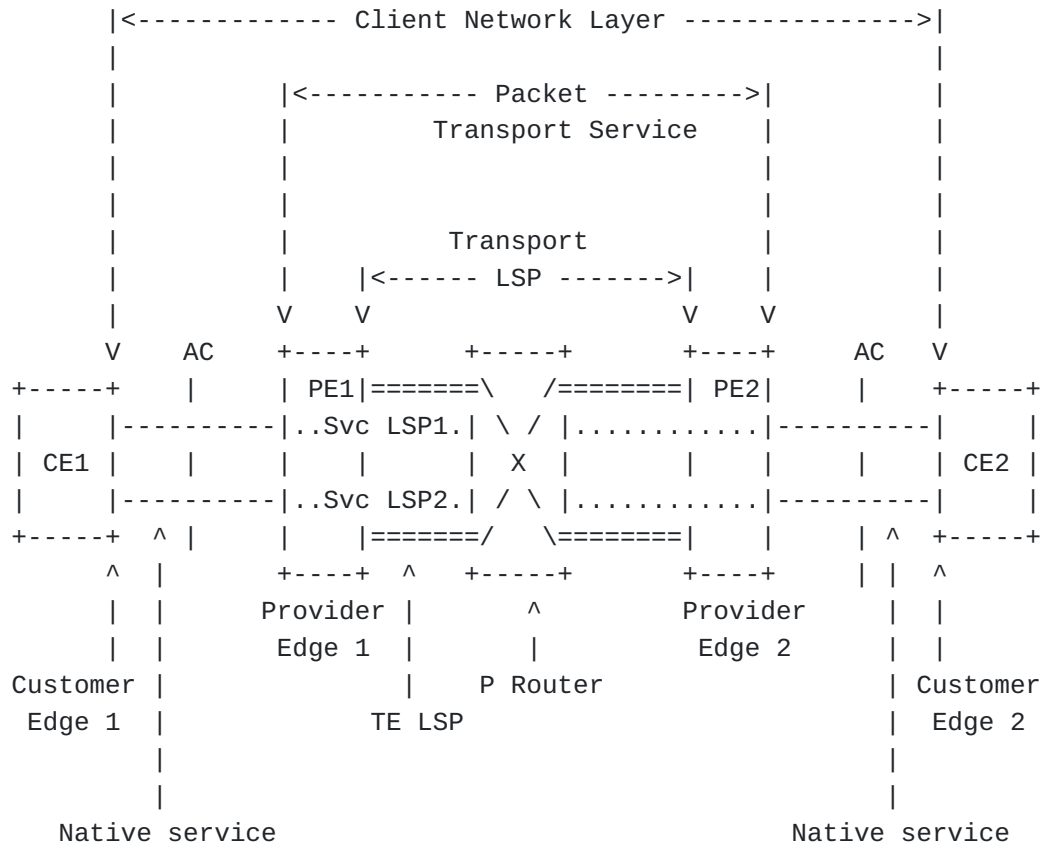 |<------------- Client Network Layer --------------->|
|                                                     |
|          |<----------- Packet --------->|           |
|          |         Transport Service    |           |
|          |                              |           |
|          |                              |           |
|          |          Transport           |           |
|          |    |<------ LSP ------->|    |           |
|          V    V                    V    V           |
V    AC    +----+      +-----+       +----+     AC    V
+-----+    |     | PE1|=======\   /========| PE2|     |    +-----+
|     |----------|..Svc LSP1.| \ / |............|----------|     |
| CE1 |    |     |    |      |  X  |       |    |     |    | CE2 |
|     |----------|..Svc LSP2.| / \ |............|----------|     |
+-----+  ^ |     |    |=======/   \========|    |     | ^  +-----+
^  |       +----+  ^   +-----+       +----+     | |  ^
|  |      Provider |      ^         Provider      |  |
|  |       Edge 1  |      |          Edge 2       |  |
Customer |               |    P Router                  | Customer
Edge 1  |             TE LSP                           |  Edge 2
|                                              |
|                                              |
Native service                                 Native service